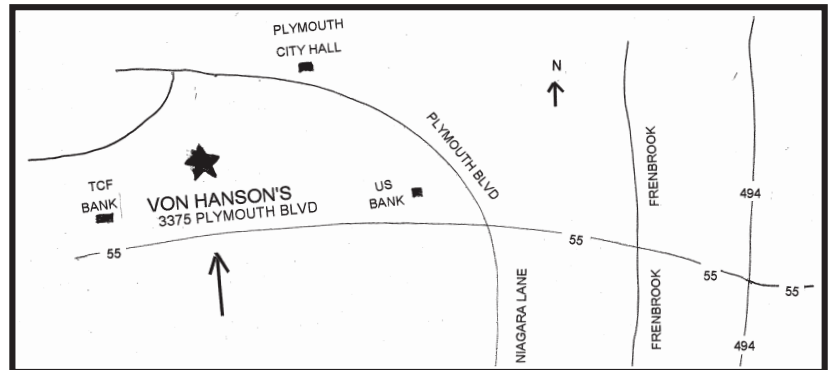 PLYMOUTH
CITY HALL
N
PLYMOUTH BLVD
FRENBROOK
TCF
BANK
VON HANSON'S
3375 PLYMOUTH BLVD
US
BANK
494
55
55
55
55
NIAGARA LANE
FRENBROOK
494